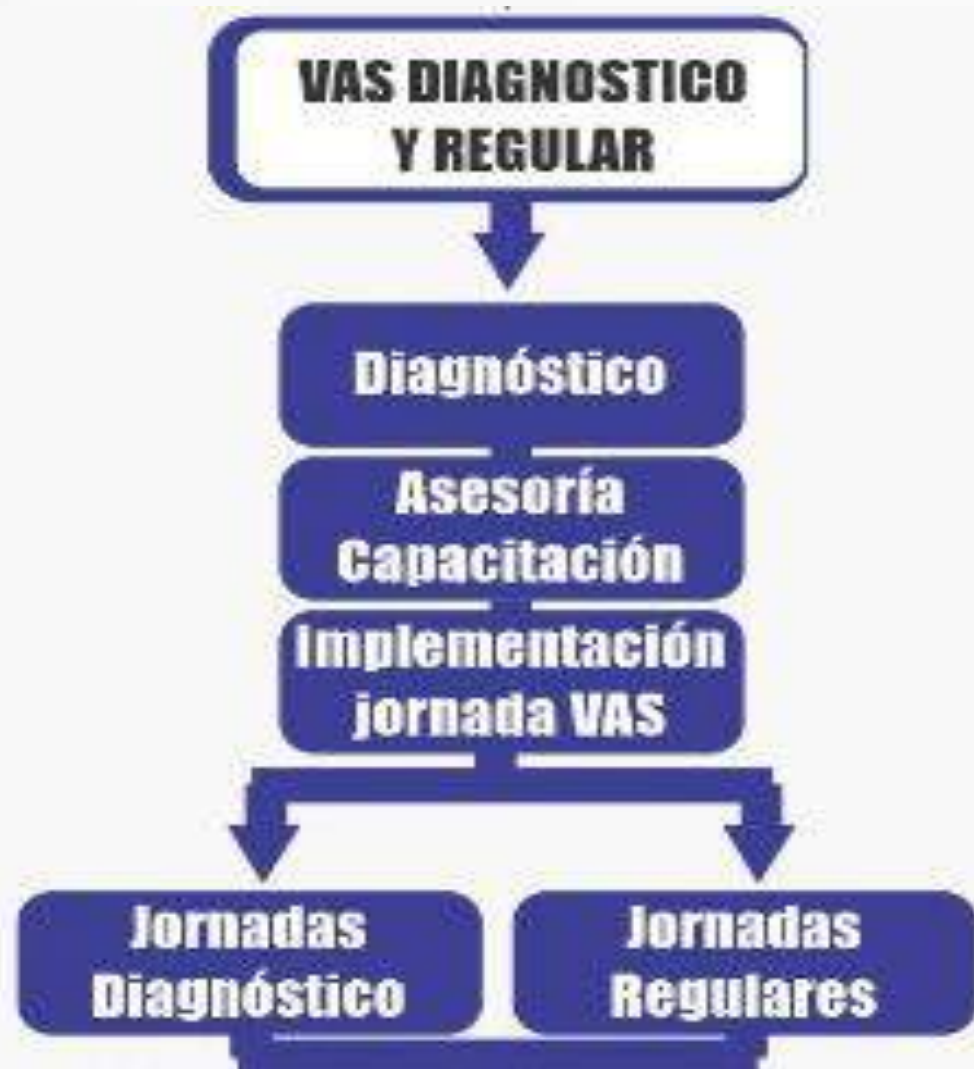 VAS DIAGNOSTICO
Y REGULAR
Diagnóstico
Asesoría
Capacitación
Implementación
jornada VAS
Jornadas
Diagnóstico
Jornadas
Regulares